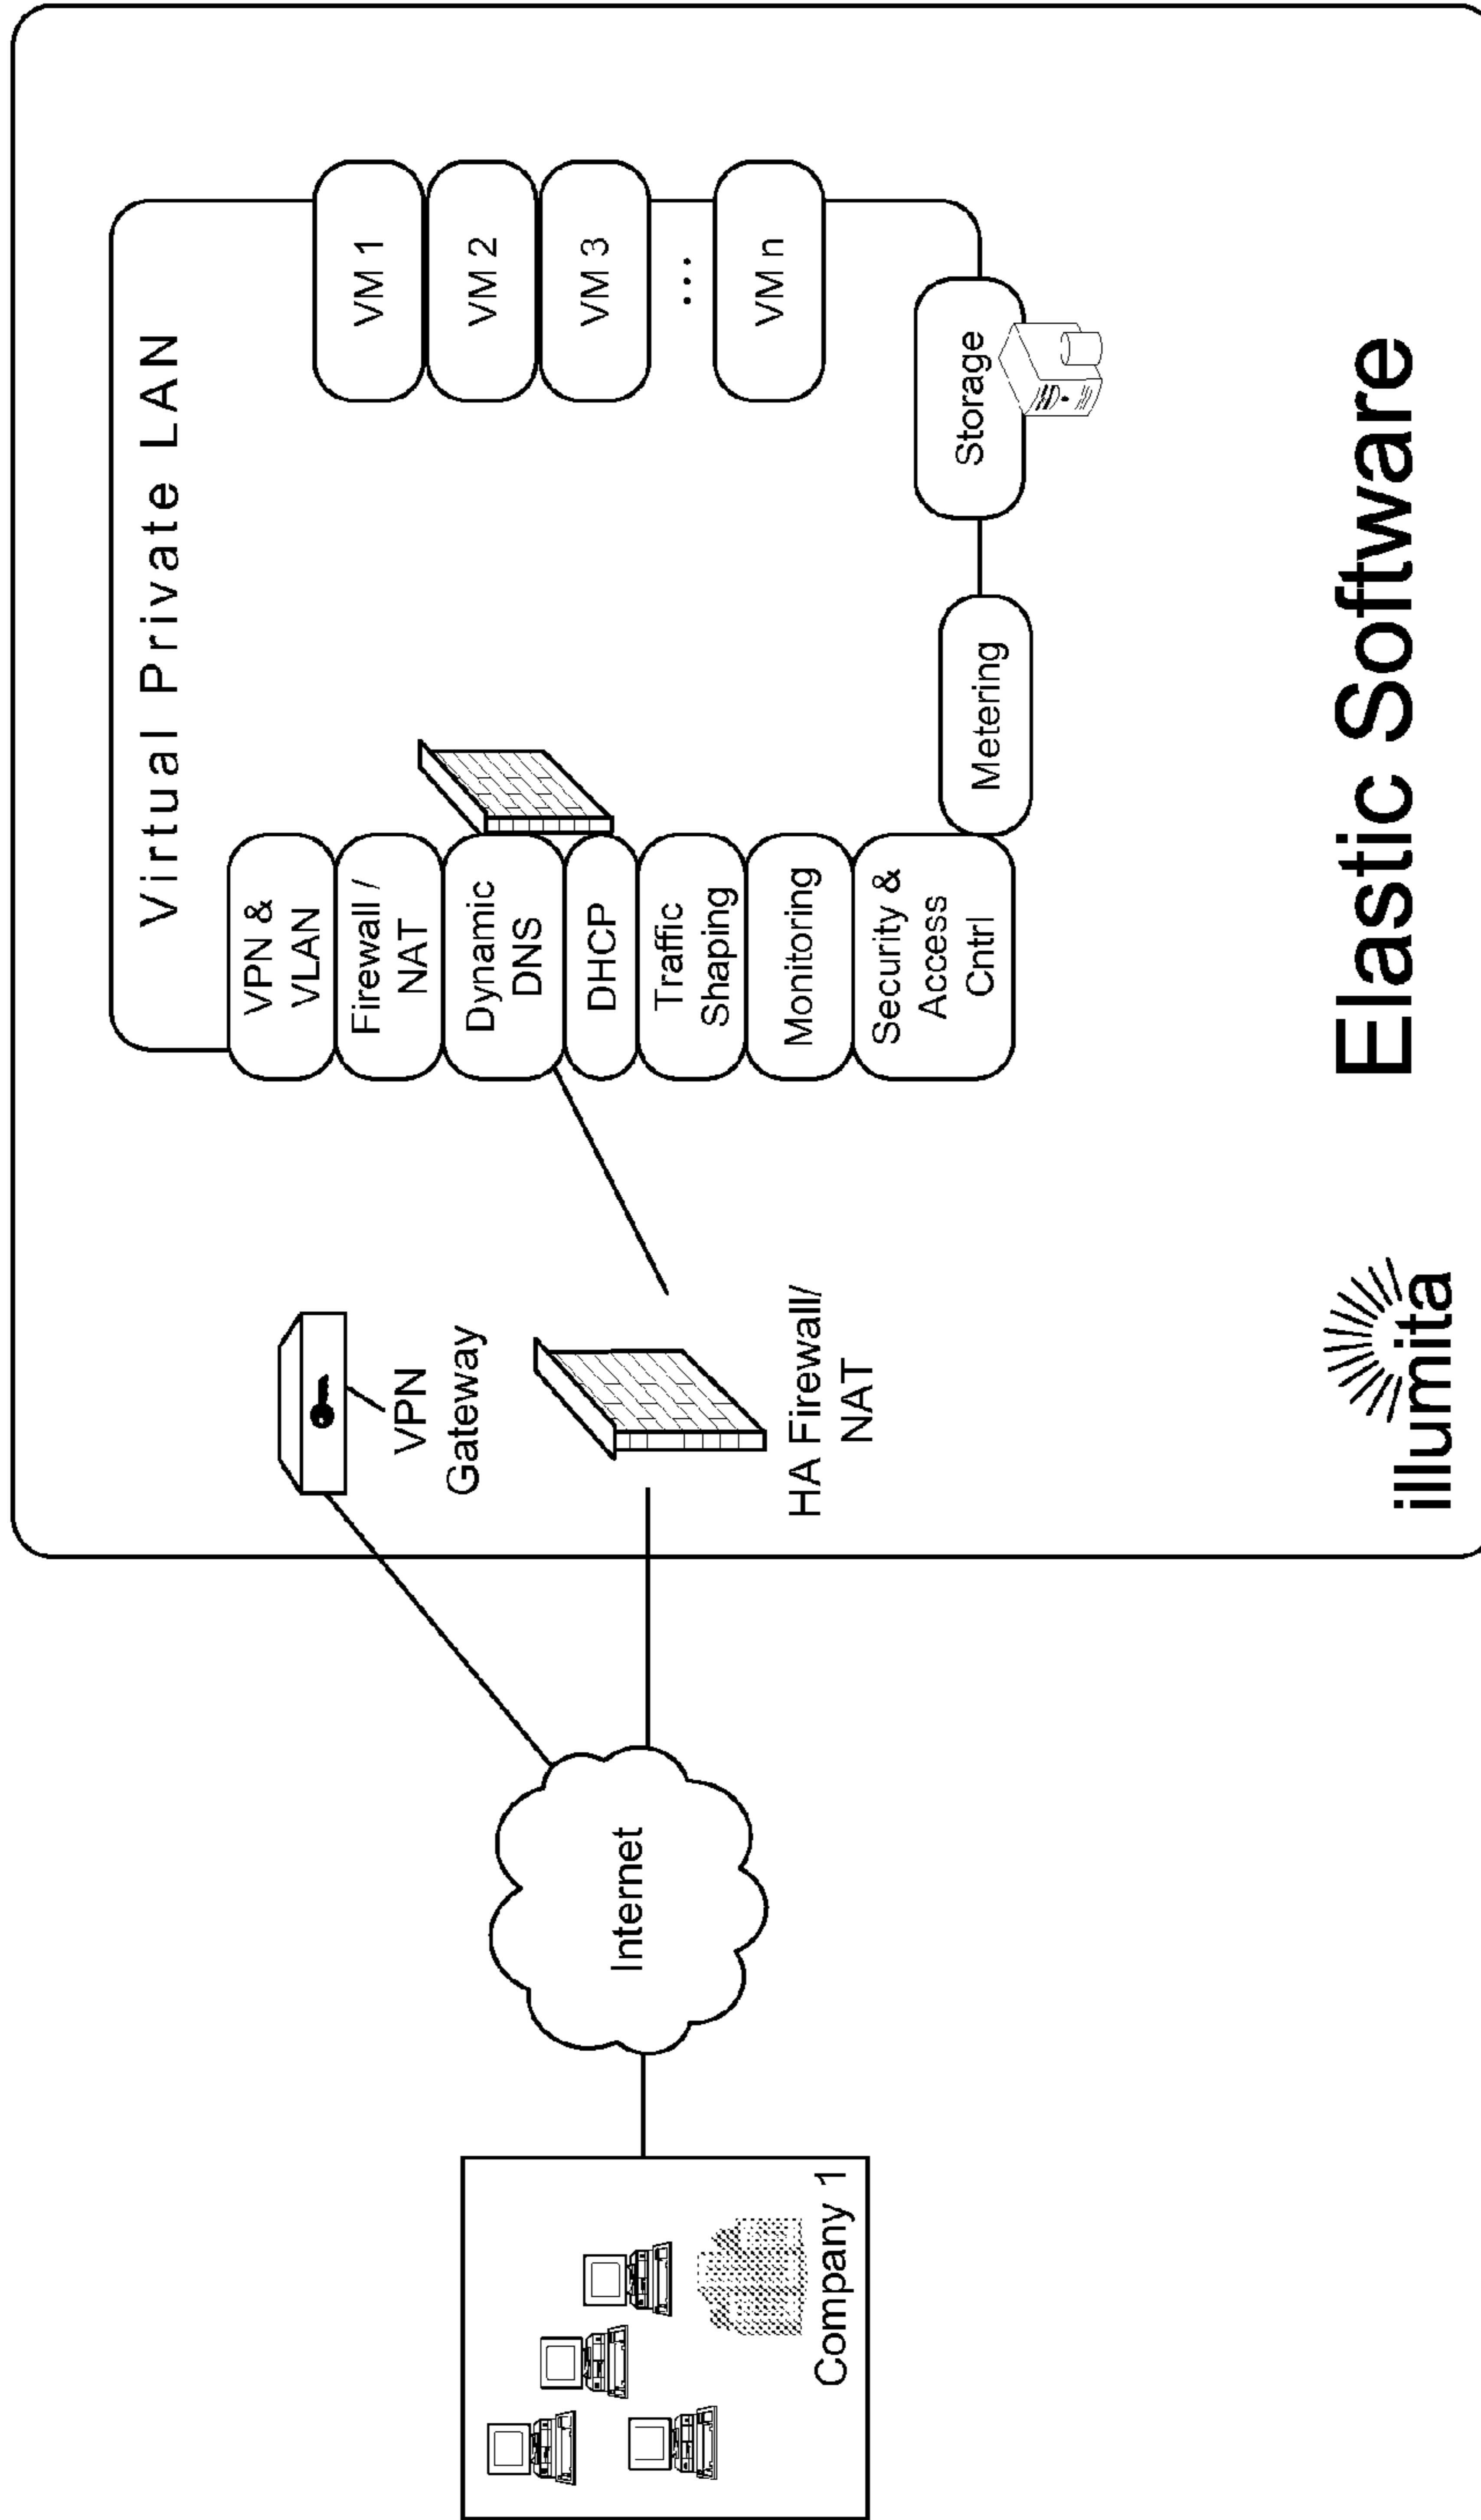 Virtual Private LAN
VPN &
VLAN
Firewall /
NAT
Dynamic
DNS
DHCP
Traffic
Shaping
Monitoring
Security &
Access
Cntrl
VM 1
VM 2
VM 3
...
VM n
Metering
Storage
VPN
Gateway
HA Firewall/
NAT
Internet
Company 1
illumita
Elastic Software